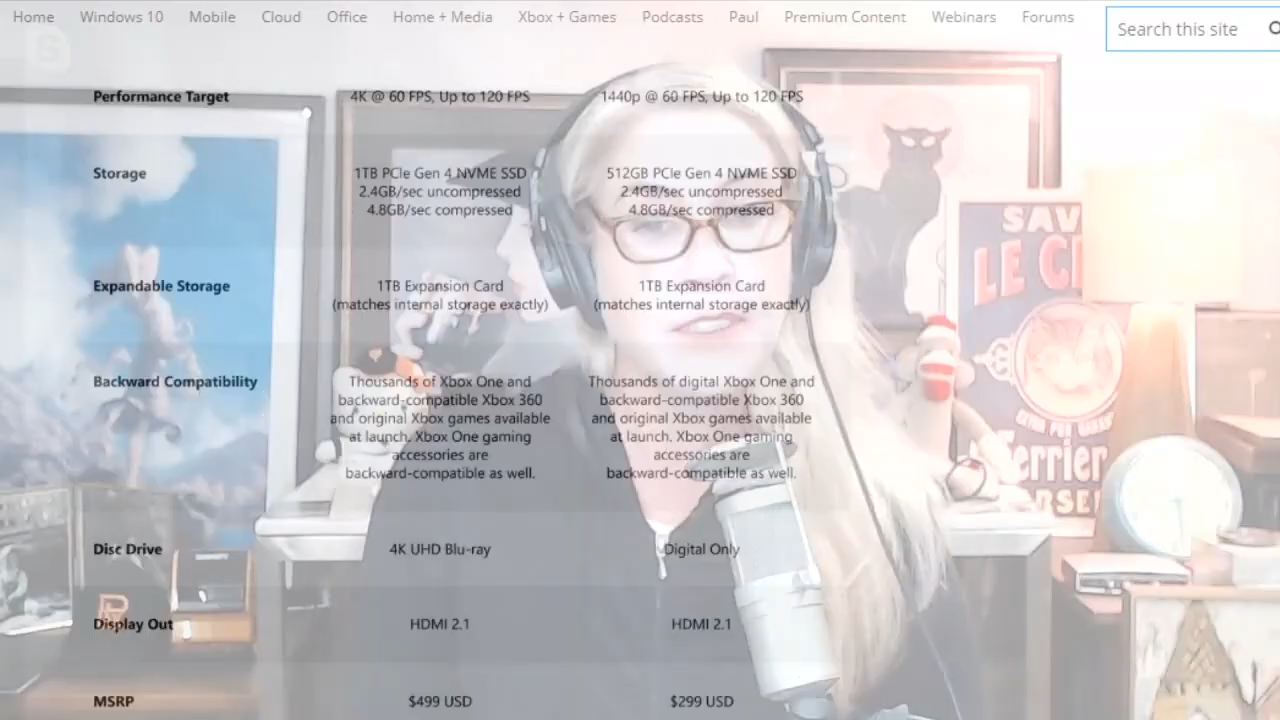 Home Windows 10 Mobile Cloud Office Home + Media Xbox + Games Podcasts Paul Premium Content Webinars Forums
Search this site
Performance Target 4K @ 60 FPS, Up to 120 FPS 1440p @ 60 FPS, Up to 120 FPS
Storage 1TB PCIe Gen 4 NVME SSD 512GB PCIe Gen 4 NVME SSD
2.4GB/sec uncompressed 2.4GB/sec uncompressed
4.8GB/sec compressed 4.8GB/sec compressed
Expandable Storage 1TB Expansion Card 1TB Expansion Card
(matches internal storage exactly) (matches internal storage exactly)
Backward Compatibility Thousands of Xbox One and Thousands of digital Xbox One and
backward-compatible Xbox 360 backward-compatible Xbox 360
and original Xbox games available and original Xbox games available
at launch. Xbox One gaming at launch. Xbox One gaming
accessories are accessories are
backward-compatible as well. backward-compatible as well.
Disc Drive 4K UHD Blu-ray Digital Only
Display Out HDMI 2.1 HDMI 2.1
MSRP $499 USD $299 USD
SAV
LE C
errier
RSE